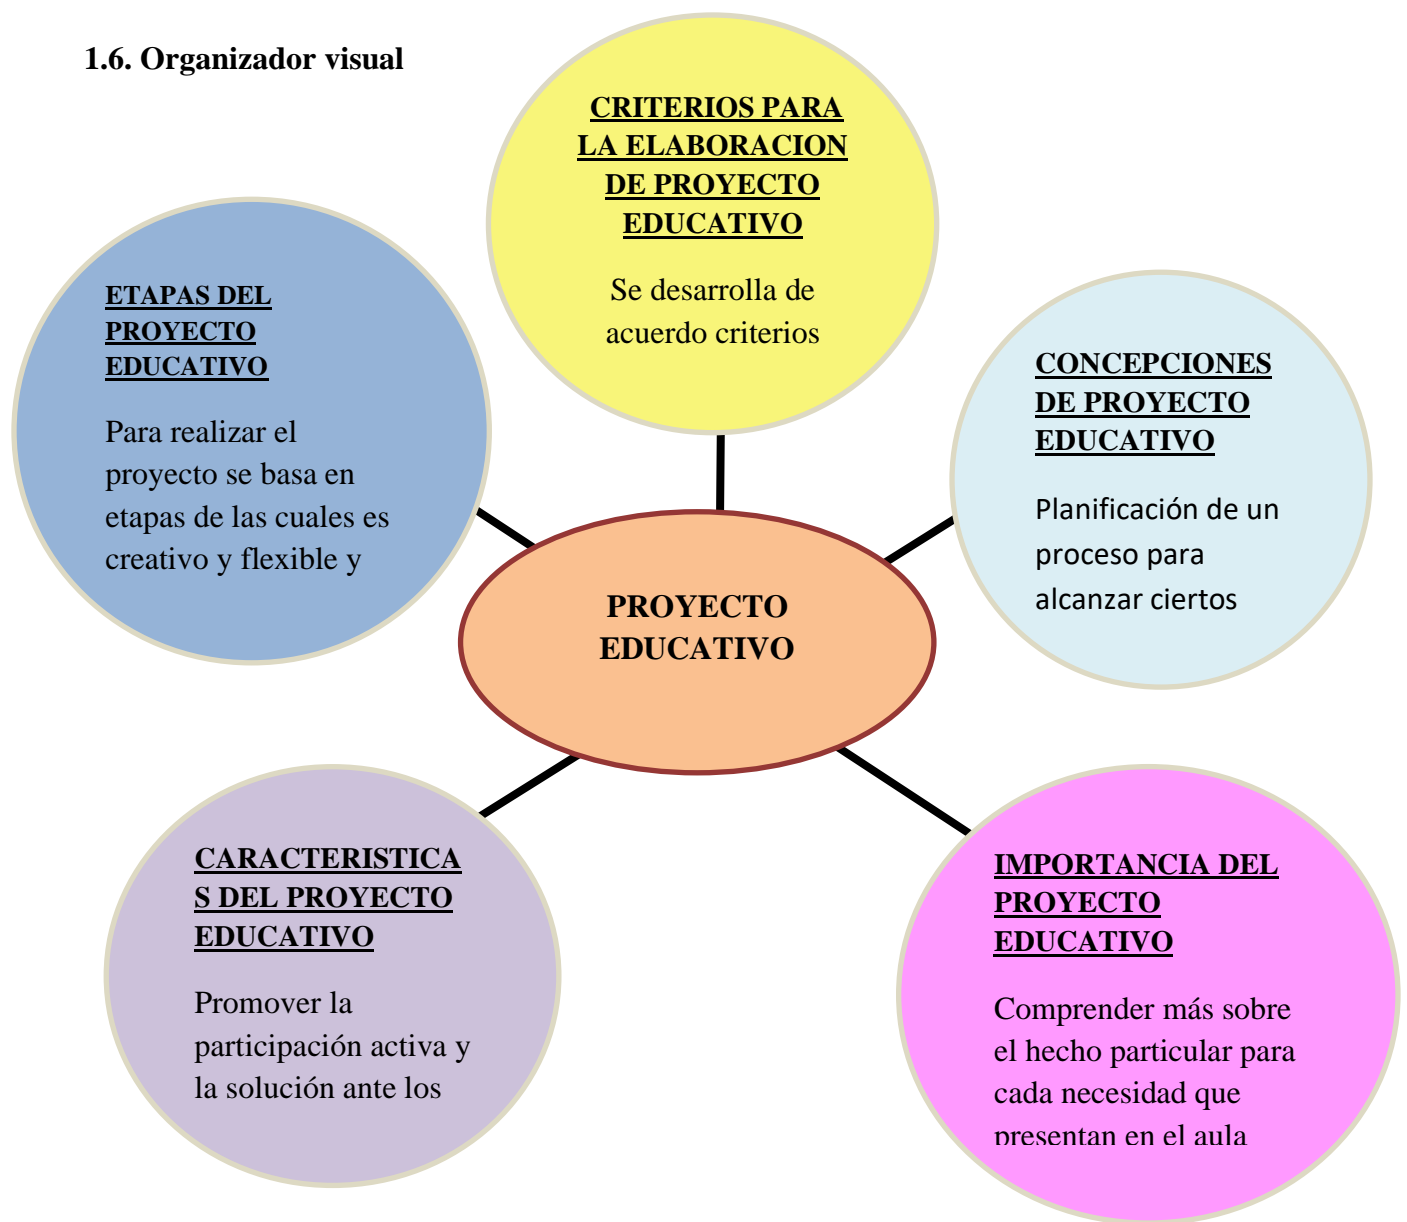 1.6. Organizador visual
CRITERIOS PARA
LA ELABORACION
DE PROYECTO
EDUCATIVO
Se desarrolla de
acuerdo criterios
ETAPAS DEL
PROYECTO
EDUCATIVO
Para realizar el
proyecto se basa en
etapas de las cuales es
creativo y flexible y
CONCEPCIONES
DE PROYECTO
EDUCATIVO
Planificación de un
proceso para
alcanzar ciertos
PROYECTO
EDUCATIVO
CARACTERISTICA
S DEL PROYECTO
EDUCATIVO
Promover la
participación activa y
la solución ante los
IMPORTANCIA DEL
PROYECTO
EDUCATIVO
Comprender más sobre
el hecho particular para
cada necesidad que
presentan en el aula